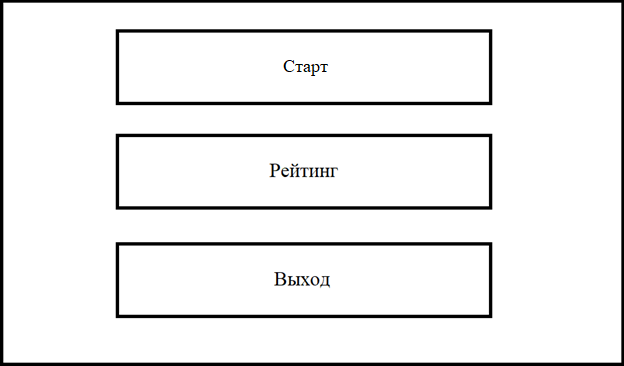 Старт
Рейтинг
Выход